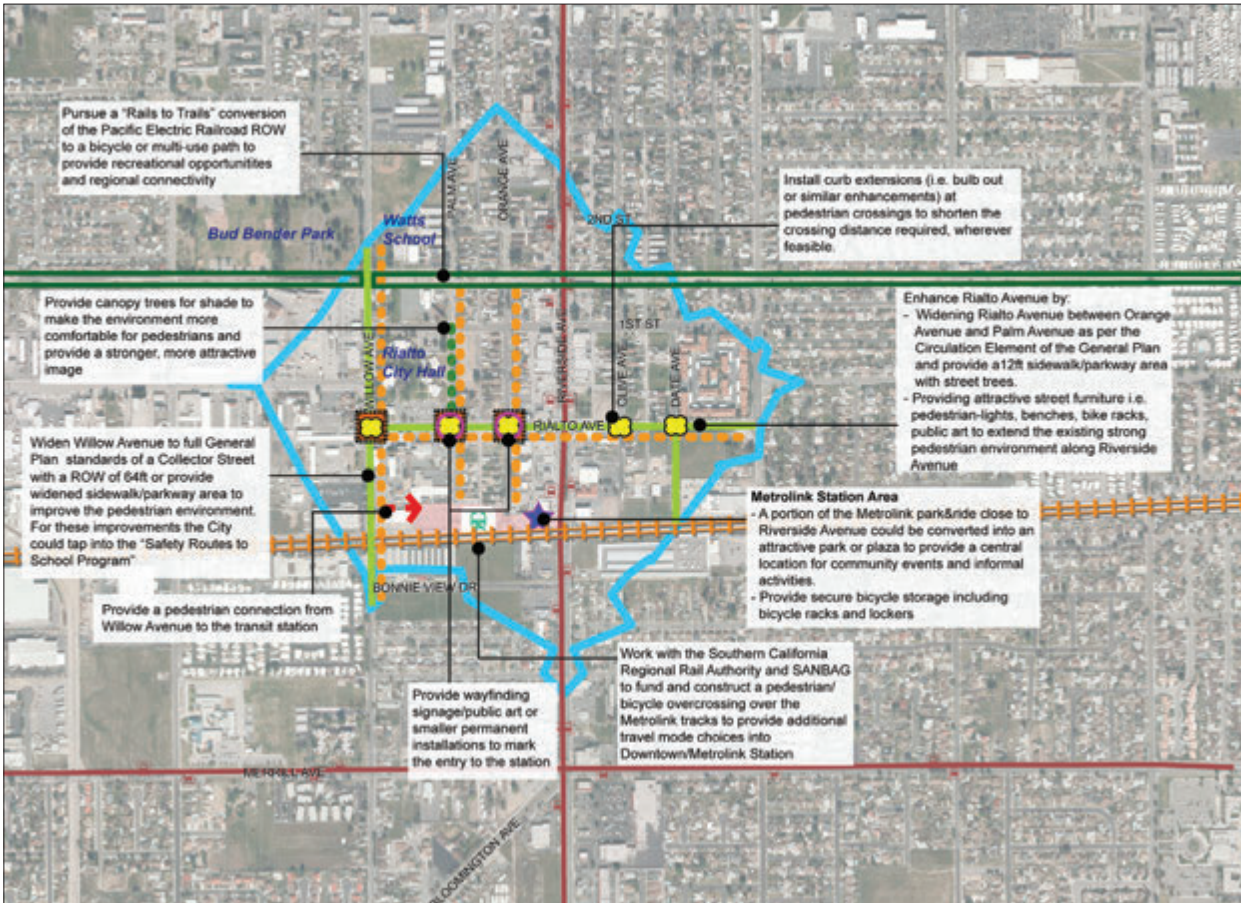 Pursue a "Rails to Trails" conversion
of the Pacific Electric Railroad ROW
to a bicycle or multi-use path to
provide recreational opportunitites
and regional connectivity
PALM AVE
ORANGE AVE
Install curb extensions (i.e. bulb out
or similar enhancements) at
pedestrian crossings to shorten the
crossing distance required, wherever
feasible.
Bud Bender Park
Watts
School
2ND ST
Provide canopy trees for shade to
make the environment more
comfortable for pedestrians and
provide a stronger, more attractive
image
Enhance Rialto Avenue by:
- Widening Rialto Avenue between Orange
Avenue and Palm Avenue as per the
Circulation Element of the General Plan
and provide a12ft sidewalk/parkway area
with street trees.
- Providing attractive street furniture i.e.
pedestrian-lights, benches, bike racks,
public art to extend the existing strong
pedestrian environment along Riverside
Avenue
1ST ST
Rialto
City Hall
WILLOW AVE
RIVERSIDE AVE
OLIVE AVE
DATE AVE
RIALTO AVE
Widen Willow Avenue to full General
Plan standards of a Collector Street
with a ROW of 64ft or provide
widened sidewalk/parkway area to
improve the pedestrian environment.
For these improvements the City
could tap into the "Safety Routes to
School Program"
Metrolink Station Area
- A portion of the Metrolink park&ride close to
Riverside Avenue could be converted into an
attractive park or plaza to provide a central
location for community events and informal
activities.
- Provide secure bicycle storage including
bicycle racks and lockers
BONNIE VIEW DR
Provide a pedestrian connection from
Willow Avenue to the transit station
Provide wayfinding
signage/public art or
smaller permanent
installations to mark
the entry to the station
Work with the Southern California
Regional Rail Authority and SANBAG
to fund and construct a pedestrian/
bicycle overcrossing over the
Metrolink tracks to provide additional
travel mode choices into
Downtown/Metrolink Station
MERRILL AVE
BLOOMINGTON AVE